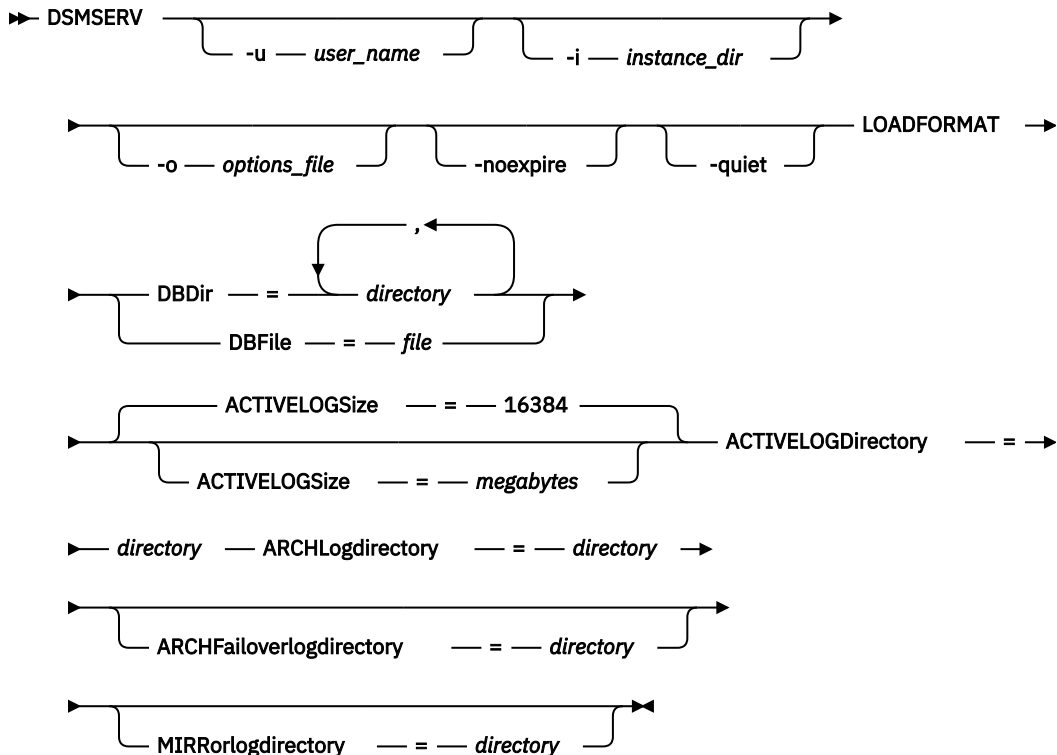 DSMSERV
-u user_name
-i instance_dir
LOADFORMAT
-o options_file
-noexpire
-quiet
,
DBDir = directory
DBFile = file
ACTIVELOGSize = 16384
ACTIVELOGDirectory =
ACTIVELOGSize = megabytes
directory ARCHLogdirectory = directory
ARCHFailoverlogdirectory = directory
MIRRorlogdirectory = directory